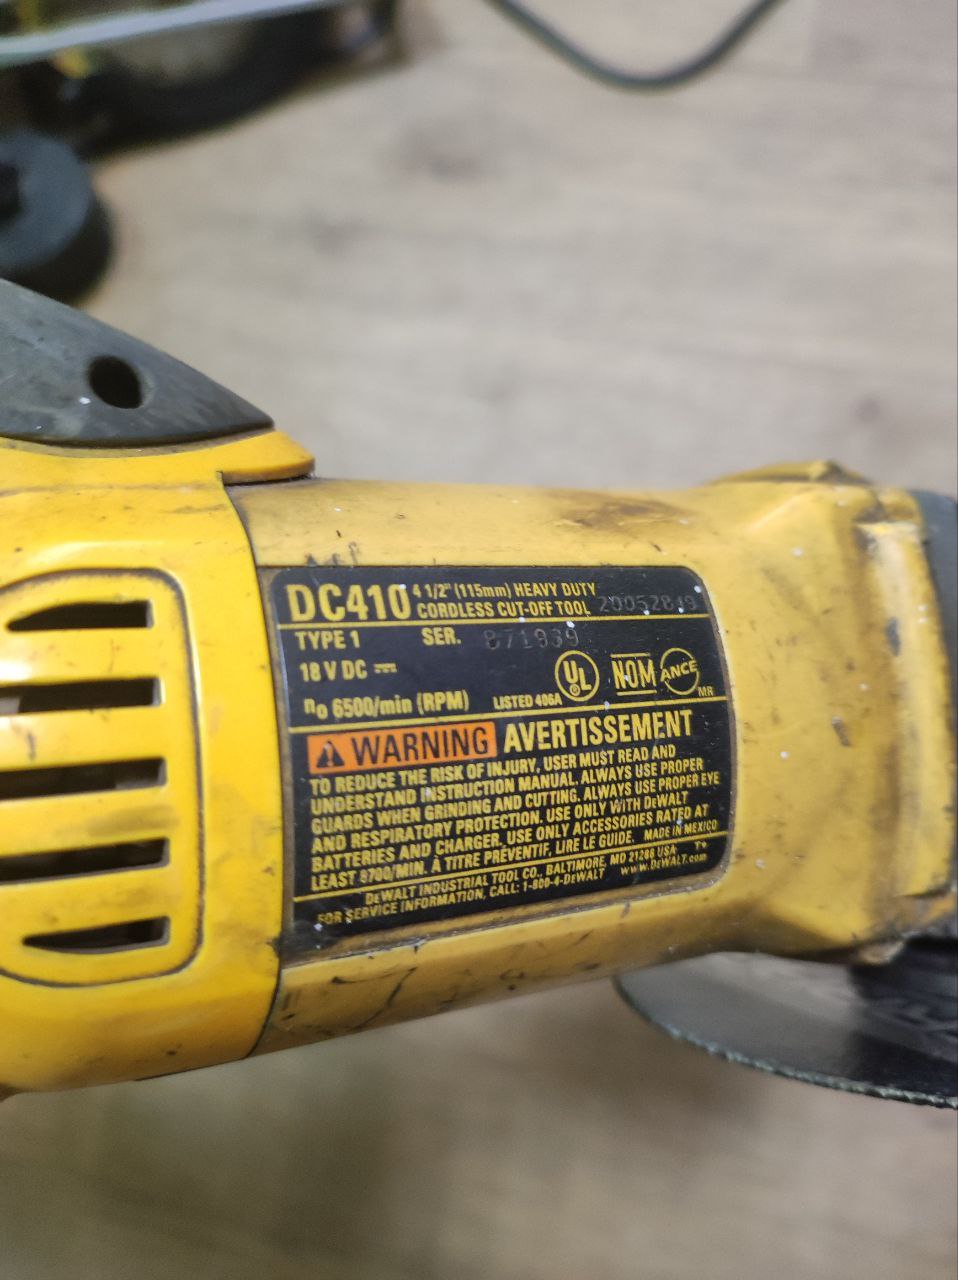 DC410 4 1/2" (115mm) HEAVY DUTY
CORDLESS CUT-OFF TOOL
TYPE 1 SER. 871939
18 V DC ⎓
n₀ 6500/min (RPM)
UL
LISTED 406A
NOM
ANCE
MR
WARNING AVERTISSEMENT
TO REDUCE THE RISK OF INJURY, USER MUST READ AND
UNDERSTAND INSTRUCTION MANUAL. ALWAYS USE PROPER
GUARDS WHEN GRINDING AND CUTTING. ALWAYS USE PROPER EYE
AND RESPIRATORY PROTECTION. USE ONLY WITH DEWALT
BATTERIES AND CHARGER. USE ONLY ACCESSORIES RATED AT
LEAST 8700/MIN. À TITRE PRÉVENTIF, LIRE LE GUIDE. MADE IN MEXICO
DEWALT INDUSTRIAL TOOL CO., BALTIMORE, MD 21286 USA
FOR SERVICE INFORMATION, CALL: 1-800-4-DEWALT www.DEWALT.com